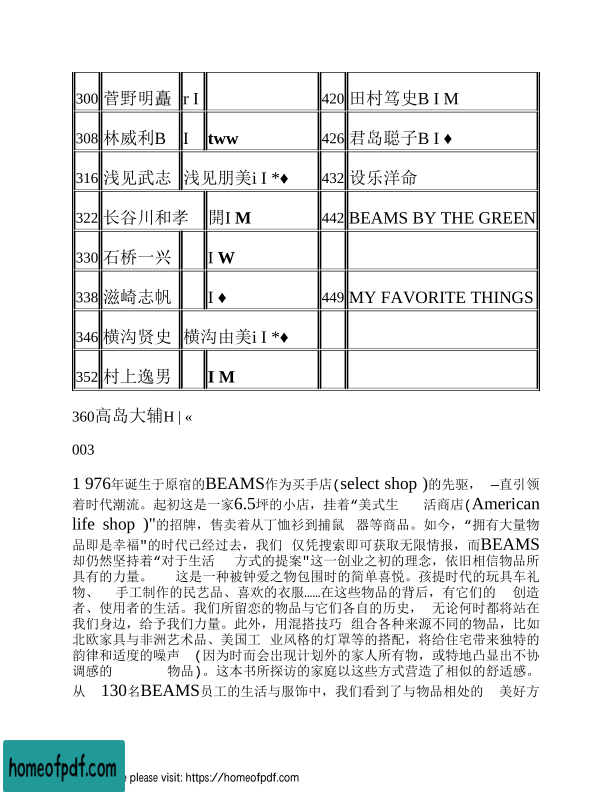 300 菅野明矗 r I 420 田村笃史B I M
308 林威利B I tww 426 君岛聪子B I ♦
316 浅见武志 浅见朋美i I *♦ 432 设乐洋命
322 长谷川和孝 開I M 442 BEAMS BY THE GREEN
330 石桥一兴 I W
338 滋崎志帆 I ♦ 449 MY FAVORITE THINGS
346 横沟贤史 横沟由美i I *♦
352 村上逸男 I M
360高岛大辅H | «
003
1 976年诞生于原宿的BEAMS作为买手店(select shop )的先驱， —直引领
着时代潮流。起初这是一家6.5坪的小店，挂着“美式生 活商店(American
life shop )"的招牌，售卖着从丁恤衫到捕鼠 器等商品。如今，“拥有大量物
品即是幸福"的时代已经过去，我们 仅凭搜索即可获取无限情报，而BEAMS
却仍然坚持着“对于生活 方式的提案"这一创业之初的理念，依旧相信物品所
具有的力量。 这是一种被钟爱之物包围时的简单喜悦。孩提时代的玩具车礼
物、 手工制作的民艺品、喜欢的衣服……在这些物品的背后，有它们的 创造
者、使用者的生活。我们所留恋的物品与它们各自的历史， 无论何时都将站在
我们身边，给予我们力量。此外，用混搭技巧 组合各种来源不同的物品，比如
北欧家具与非洲艺术品、美国工 业风格的灯罩等的搭配，将给住宅带来独特的
韵律和适度的噪声 (因为时而会出现计划外的家人所有物，或特地凸显出不协
调感的 物品)。这本书所探访的家庭以这些方式营造了相似的舒适感。
从 130名BEAMS员工的生活与服饰中，我们看到了与物品相处的 美好方
homeofpdf.com
e please visit: https://homeofpdf.com